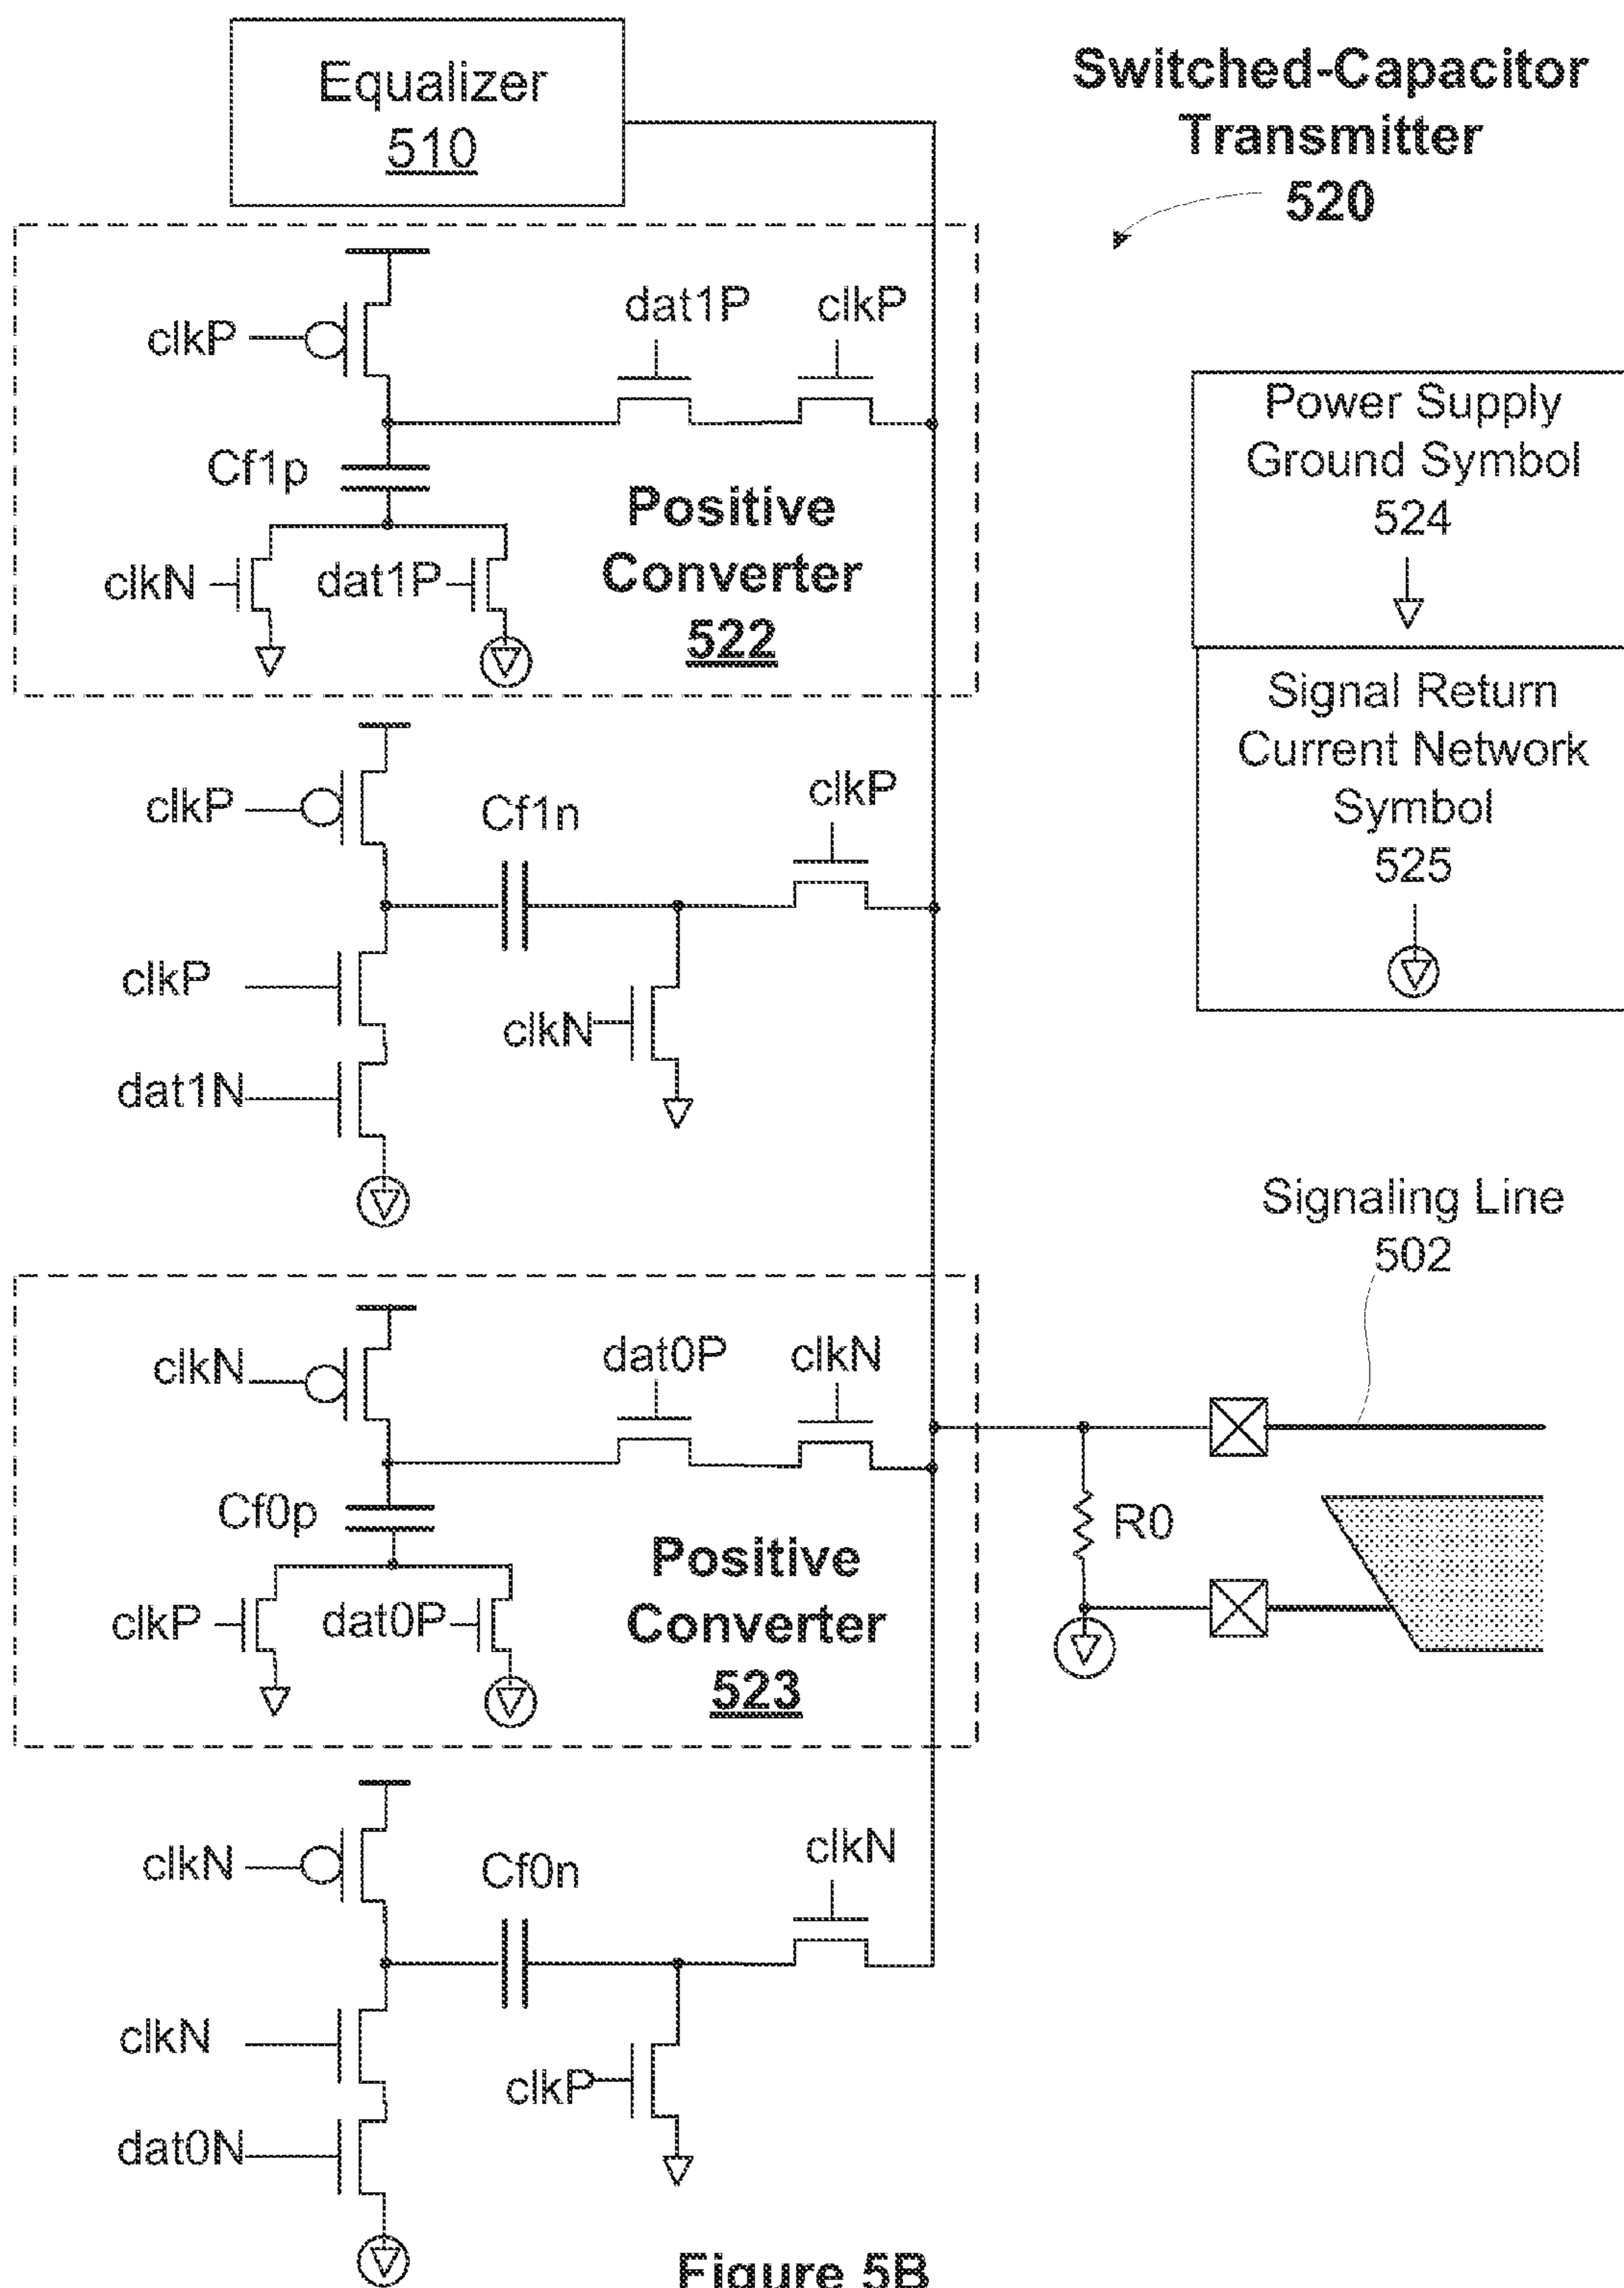 Equalizer
510
Switched-Capacitor
Transmitter
520
clkP
dat1P
clkP
Cf1p
clkN
dat1P
Positive
Converter
522
Power Supply
Ground Symbol
524
Signal Return
Current Network
Symbol
525
clkP
Cf1n
clkP
clkP
clkN
dat1N
Signaling Line
502
clkN
dat0P
clkN
Cf0p
clkP
dat0P
Positive
Converter
523
R0
clkN
Cf0n
clkN
clkN
clkP
dat0N
Figure 5B